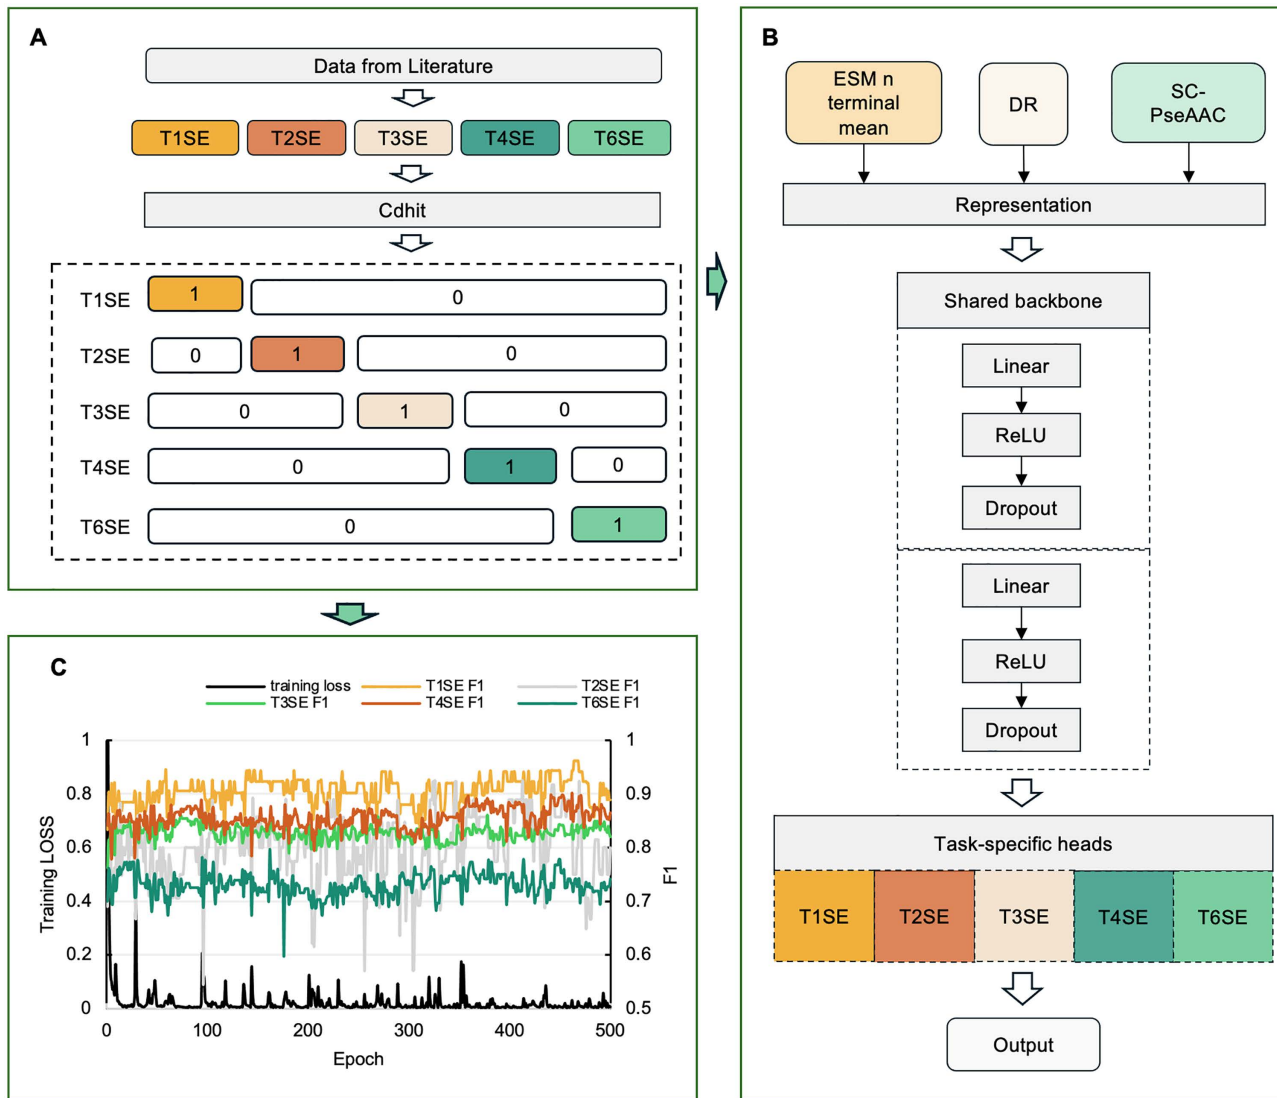 A
Data from Literature
T1SE T2SE T3SE T4SE T6SE
Cdhit
T1SE 1 0
T2SE 0 1 0
T3SE 0 1 0
T4SE 0 1 0
T6SE 0 1
B
ESM n
terminal
mean
DR
SC-
PseAAC
Representation
Shared backbone
Linear
ReLU
Dropout
Linear
ReLU
Dropout
Task-specific heads
T1SE T2SE T3SE T4SE T6SE
Output
C
training loss T1SE F1 T2SE F1
T3SE F1 T4SE F1 T6SE F1
Training LOSS
1
0.8
0.6
0.4
0.2
0
1
0.9
0.8
0.7
0.6
0.5
F1
0 100 200 300 400 500
Epoch